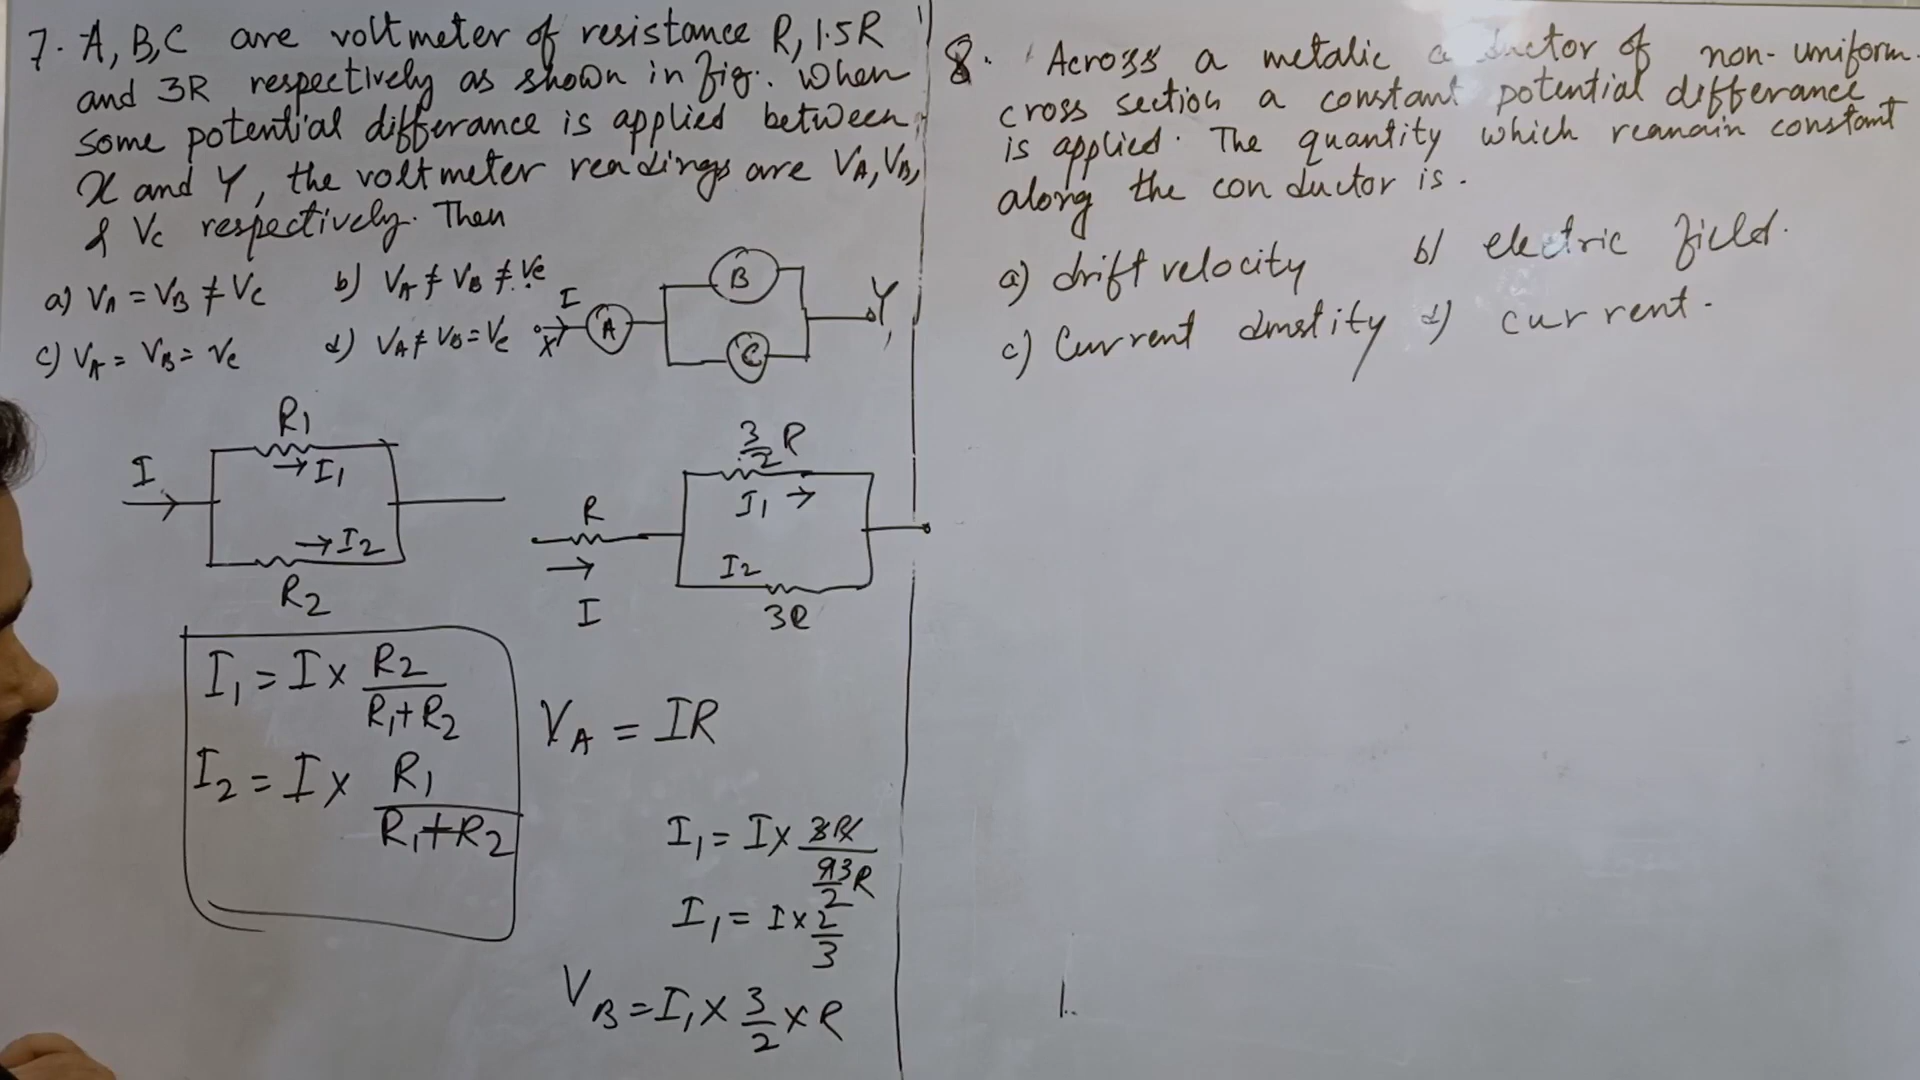 7. A, B, C are voltmeter of resistance R, 1.5R
and 3R respectively as shown in fig. When
some potential differance is applied between
X and Y, the voltmeter readings are VA, VB,
& Vc respectively. Then
a) VA = VB ≠ Vc b) VA ≠ VB ≠ Vc
c) VA = VB = Vc d) VA ≠ VB = Vc
I
X
A
B
C
Y
R1
I
I1
I2
R2
I1 = I x R2 / R1+R2
I2 = I x R1 / R1+R2
3/2 R
I1
R
I
I2
3R
VA = IR
I1 = I x 3R / 9 3/2 R
I1 = I x 2/3
VB = I1 x 3/2 x R
8. Across a metalic of non-uniform
cross section a constant potential differance
is applied. The quantity which remain constant
along the conductor is.
a) drift velocity b) electric field.
c) Current d) current.